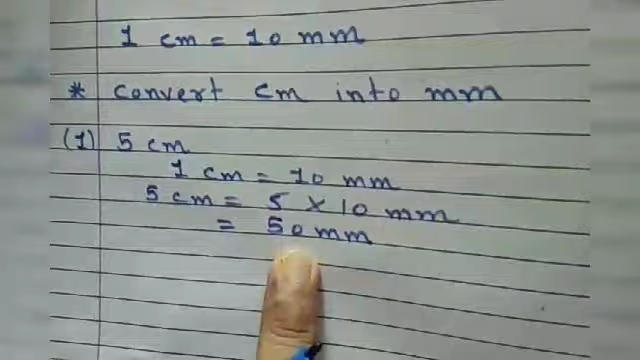 1 cm = 10 mm
* convert cm into mm
(1) 5 cm
1 cm = 10 mm
5 cm = 5 × 10 mm
= 50 mm